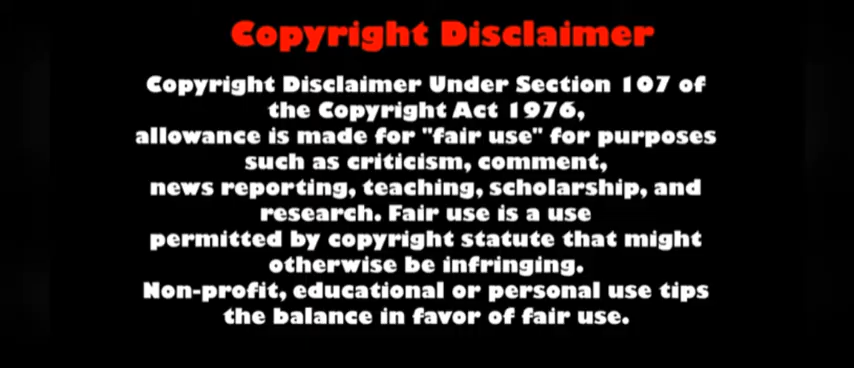 Copyright Disclaimer
Copyright Disclaimer Under Section 107 of
the Copyright Act 1976,
allowance is made for "fair use" for purposes
such as criticism, comment,
news reporting, teaching, scholarship, and
research. Fair use is a use
permitted by copyright statute that might
otherwise be infringing.
Non-profit, educational or personal use tips
the balance in favor of fair use.